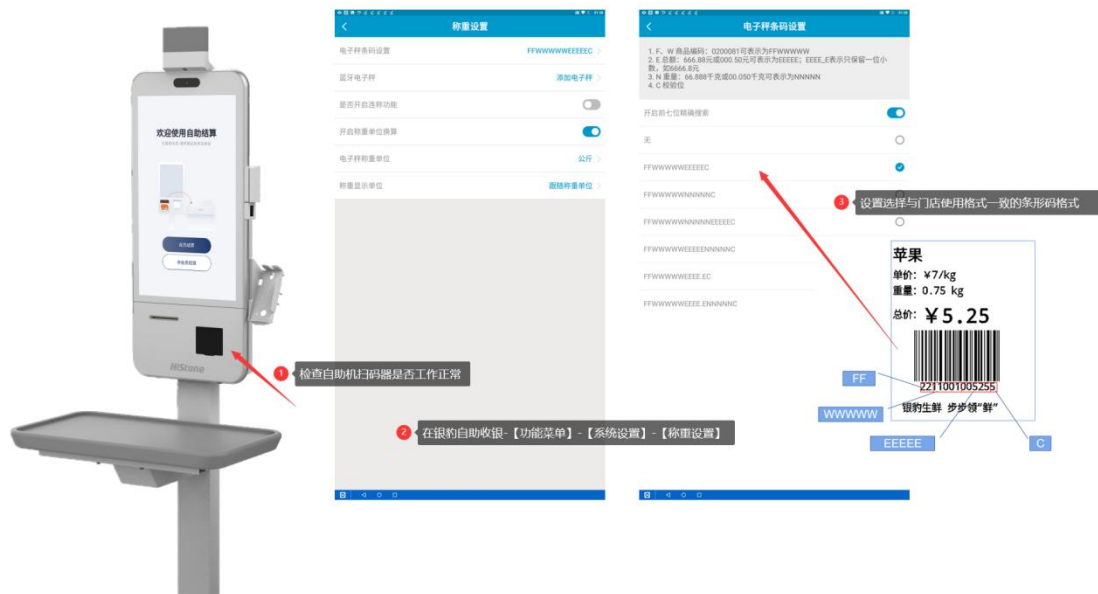 欢迎使用自助结算
HiStone
1 检查自助机扫码器是否工作正常
称重设置
电子秤条码设置 FFWWWWWEEEEEC
蓝牙电子秤 添加电子秤
是否开启连称功能
开启称重单位换算
电子秤称重单位 公斤
称重显示单位 跟随称重单位
2 在银豹自助收银-【功能菜单】-【系统设置】-【称重设置】
电子秤条码设置
1. F、W 商品编码：0200081可表示为FFWWWWW
2. E 总额：666.88元或000.50元可表示为EEEEE；EEEE_E表示只保留一位小
数，如6666.8元
3. N 重量：66.888千克或00.050千克可表示为NNNNN
4. C 校验位
开启前七位精确搜索
无
FFWWWWWEEEEEC
FFWWWWWNNNNNC
FFWWWWWNNNNNEEEEEC
FFWWWWWEEEEENNNNNC
FFWWWWWEEEE.EC
FFWWWWWEEEE.ENNNNNC
3 设置选择与门店使用格式一致的条形码格式
苹果
单价: ¥7/kg
重量: 0.75 kg
总价: ¥5.25
2211001005255
银豹生鲜 步步领“鲜”
FF
WWWWW
EEEEE
C